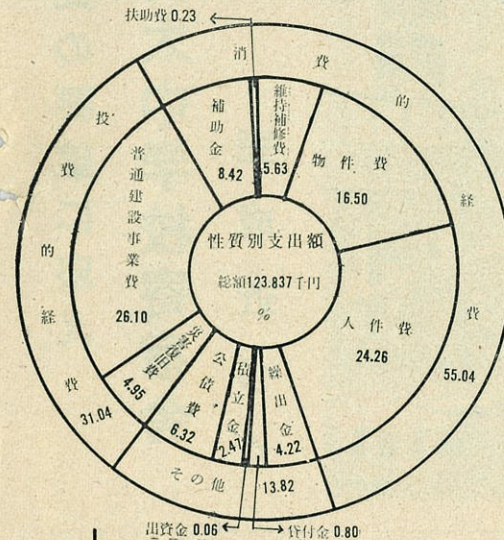 扶助費 0.23
消費的経費
55.04
投費的経費
31.04
その他
13.82
補助金
8.42
維持補修費
5.63
物件費
16.50
人件費
24.26
繰出金
4.22
積立金
2.47
公債費
6.32
災害復旧費
4.95
普通建設事業費
26.10
性質別支出額
総額123.837千円
%
出資金 0.06
貸付金 0.80